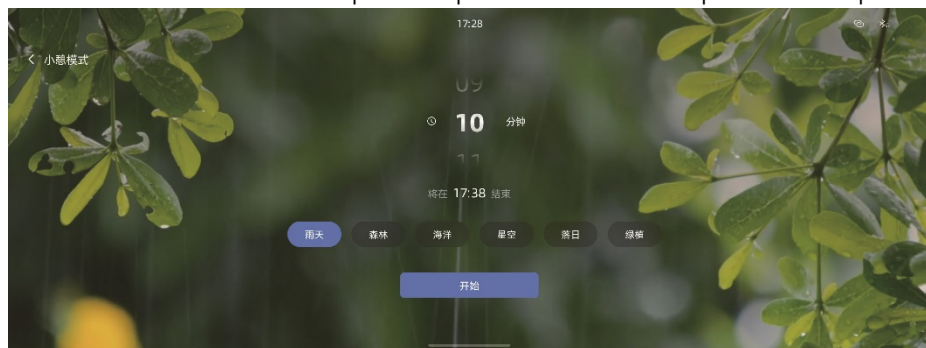 17:28
小憩模式
09
10 分钟
11
将在 17:38 结束
雨天 森林 海洋 星空 落日 绿植
开始